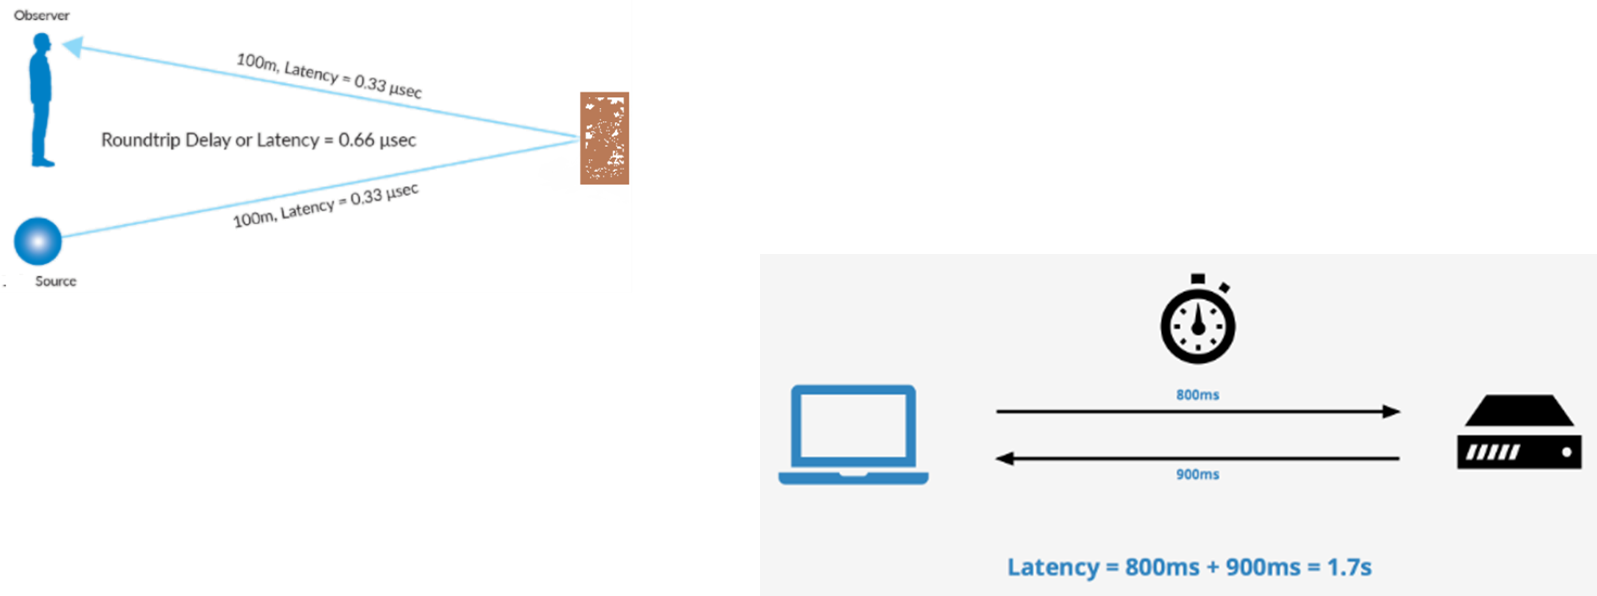 Observer
100m, Latency = 0.33 μsec
Roundtrip Delay or Latency = 0.66 μsec
100m, Latency = 0.33 μsec
. Source
800ms
900ms
Latency = 800ms + 900ms = 1.7s